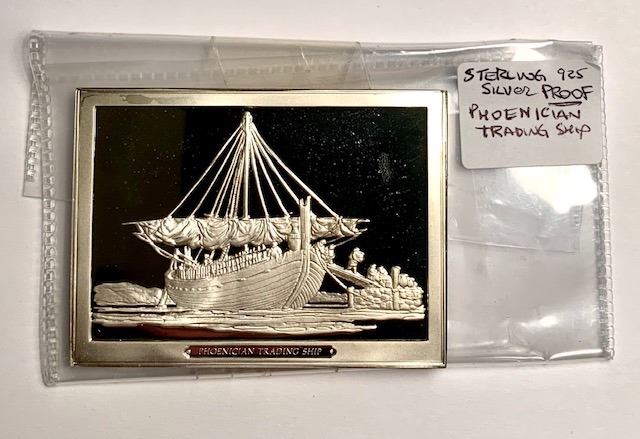 STERLING 925
SILVER PROOF
PHOENICIAN
TRADING SHIP
PHOENICIAN TRADING SHIP